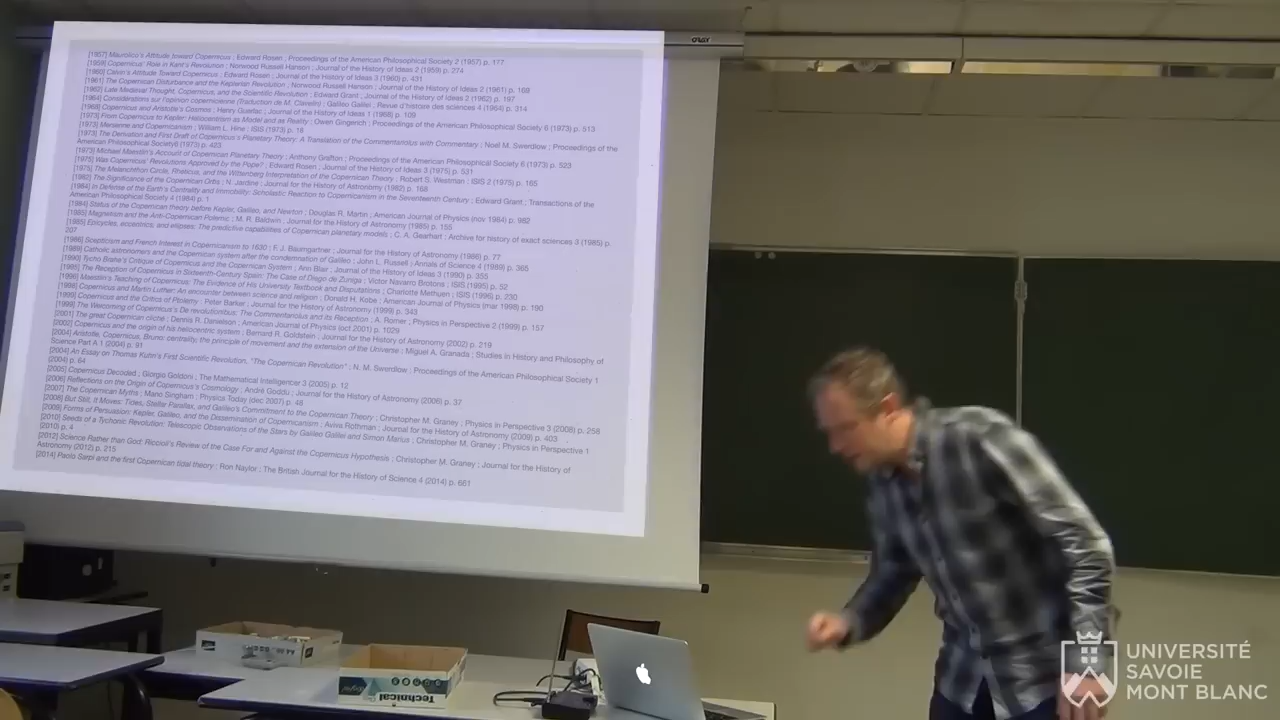 [1957] Maurolico's Attitude toward Copernicus ; Edward Rosen ; Proceedings of the American Philosophical Society 2 (1957) p. 177
[1959] Copernicus' Role in Kant's Revolution ; Norwood Russell Hanson ; Journal of the History of Ideas 2 (1959) p. 274
[1960] Calvin's Attitude Toward Copernicus ; Edward Rosen ; Journal of the History of Ideas 3 (1960) p. 431
[1961] The Copernican Disturbance and the Keplerian Revolution ; Norwood Russell Hanson ; Journal of the History of Ideas 2 (1961) p. 169
[1962] Late Medieval Thought, Copernicus, and the Scientific Revolution ; Edward Grant ; Journal of the History of Ideas 2 (1962) p. 197
[1964] Considérations sur l'opinion copernicienne (Traduction de M. Clavelin) ; Galileo Galilei ; Revue d'histoire des sciences 4 (1964) p. 314
[1968] Copernicus and Aristotle's Cosmos ; Henry Guerlac ; Journal of the History of Ideas 1 (1968) p. 109
[1973] From Copernicus to Kepler: Heliocentrism as Model and as Reality ; Owen Gingerich ; Proceedings of the American Philosophical Society 6 (1973) p. 513
[1973] Mersenne and Copernicanism ; William L. Hine ; ISIS (1973) p. 18
[1973] The Derivation and First Draft of Copernicus's Planetary Theory: A Translation of the Commentariolus with Commentary ; Noel M. Swerdlow ; Proceedings of the
American Philosophical Society6 (1973) p. 423
[1973] Michael Maestlin's Account of Copernican Planetary Theory ; Anthony Grafton ; Proceedings of the American Philosophical Society 6 (1973) p. 523
[1975] Was Copernicus' Revolutions Approved by the Pope? ; Edward Rosen ; Journal of the History of Ideas 3 (1975) p. 531
[1975] The Melanchthon Circle, Rheticus, and the Wittenberg Interpretation of the Copernican Theory ; Robert S. Westman ; ISIS 2 (1975) p. 165
[1982] The Significance of the Copernican Orbs ; N. Jardine ; Journal for the History of Astronomy (1982) p. 168
[1984] In Defense of the Earth's Centrality and Immobility: Scholastic Reaction to Copernicanism in the Seventeenth Century ; Edward Grant ; Transactions of the
American Philosophical Society 4 (1984) p. 1
[1984] Status of the Copernican theory before Kepler, Galileo, and Newton ; Douglas R. Martin ; American Journal of Physics (nov 1984) p. 982
[1985] Magnetism and the Anti-Copernican Polemic ; M. R. Baldwin ; Journal for the History of Astronomy (1985) p. 155
[1985] Epicycles, eccentrics, and ellipses: The predictive capabilities of Copernican planetary models ; C. A. Gearhart ; Archive for history of exact sciences 3 (1985) p.
207
[1986] Scepticism and French Interest in Copernicanism to 1630 ; F. J. Baumgartner ; Journal for the History of Astronomy (1986) p. 77
[1989] Catholic astronomers and the Copernican system after the condemnation of Galileo ; John L. Russell ; Annals of Science 4 (1989) p. 365
[1990] Tycho Brahe's Critique of Copernicus and the Copernican System ; Ann Blair ; Journal of the History of Ideas 3 (1990) p. 355
[1995] The Reception of Copernicus in Sixteenth-Century Spain: The Case of Diego de Zuniga ; Victor Navarro Brotons ; ISIS (1995) p. 52
[1996] Maestlin's Teaching of Copernicus: The Evidence of His University Textbook and Disputations ; Charlotte Methuen ; ISIS (1996) p. 230
[1998] Copernicus and Martin Luther: An encounter between science and religion ; Donald H. Kobe ; American Journal of Physics (mar 1998) p. 190
[1999] Copernicus and the Critics of Ptolemy ; Peter Barker ; Journal for the History of Astronomy (1999) p. 343
[1999] The Welcoming of Copernicus's De revolutionibus: The Commentariolus and its Reception ; A. Romer ; Physics in Perspective 2 (1999) p. 157
[2001] The great Copernican cliché ; Dennis R. Danielson ; American Journal of Physics (oct 2001) p. 1029
[2002] Copernicus and the origin of his heliocentric system ; Bernard R. Goldstein ; Journal for the History of Astronomy (2002) p. 219
[2004] Aristotle, Copernicus, Bruno: centrality, the principle of movement and the extension of the Universe ; Miguel A. Granada ; Studies in History and Philosophy of
Science Part A 1 (2004) p. 91
[2004] An Essay on Thomas Kuhn's First Scientific Revolution, "The Copernican Revolution" ; N. M. Swerdlow ; Proceedings of the American Philosophical Society 1
(2004) p. 64
[2005] Copernicus Decoded ; Giorgio Goldoni ; The Mathematical Intelligencer 3 (2005) p. 12
[2006] Reflections on the Origin of Copernicus's Cosmology ; André Goddu ; Journal for the History of Astronomy (2006) p. 37
[2007] The Copernican Myths ; Mano Singham ; Physics Today (dec 2007) p. 48
[2008] But Still, It Moves: Tides, Stellar Parallax, and Galileo's Commitment to the Copernican Theory ; Christopher M. Graney ; Physics in Perspective 3 (2008) p. 258
[2009] Forms of Persuasion: Kepler, Galileo, and the Dissemination of Copernicanism ; Aviva Rothman ; Journal for the History of Astronomy (2009) p. 403
[2010] Seeds of a Tychonic Revolution: Telescopic Observations of the Stars by Galileo Galilei and Simon Marius ; Christopher M. Graney ; Physics in Perspective 1
(2010) p. 4
[2012] Science Rather than God: Riccioli's Review of the Case For and Against the Copernicus Hypothesis ; Christopher M. Graney ; Journal for the History of
Astronomy (2012) p. 215
[2014] Paolo Sarpi and the first Copernican tidal theory ; Ron Naylor ; The British Journal for the History of Science 4 (2014) p. 661
ORAY
Technical
UNIVERSITÉ
SAVOIE
MONT BLANC